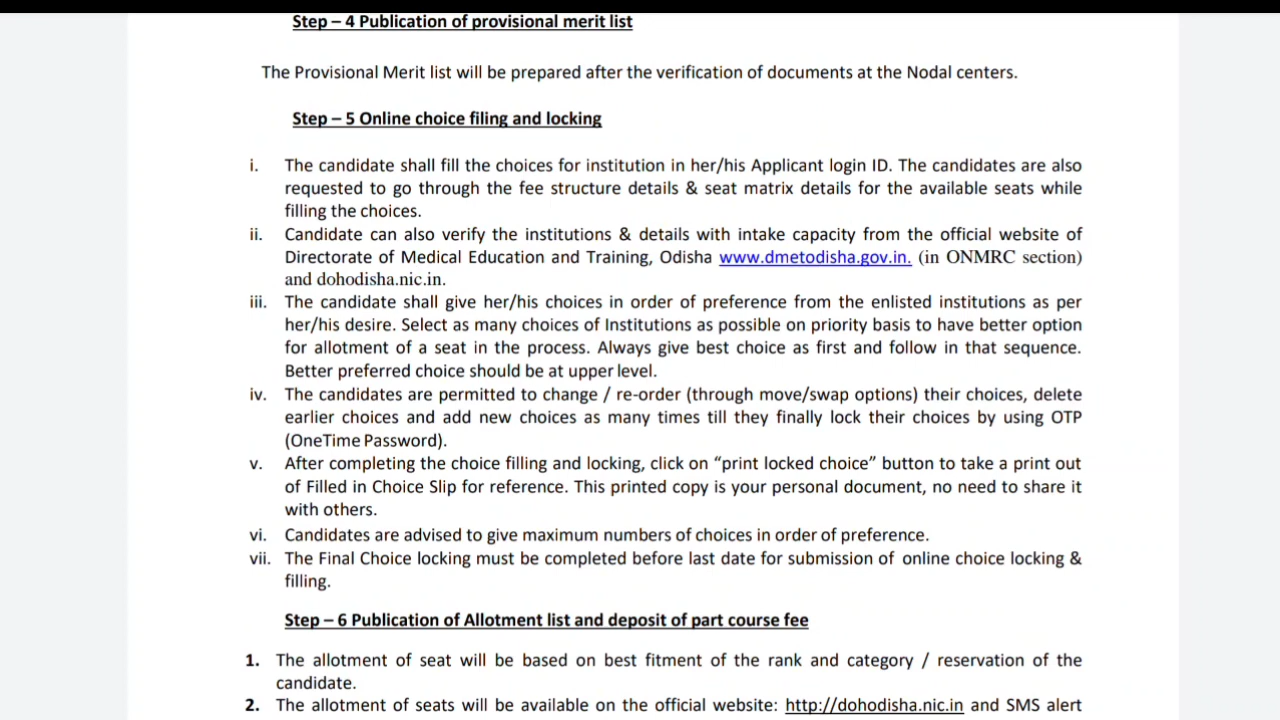 Step – 4 Publication of provisional merit list
The Provisional Merit list will be prepared after the verification of documents at the Nodal centers.
Step – 5 Online choice filing and locking
i. The candidate shall fill the choices for institution in her/his Applicant login ID. The candidates are also
requested to go through the fee structure details & seat matrix details for the available seats while
filling the choices.
ii. Candidate can also verify the institutions & details with intake capacity from the official website of
Directorate of Medical Education and Training, Odisha www.dmetodisha.gov.in. (in ONMRC section)
and dohodisha.nic.in.
iii. The candidate shall give her/his choices in order of preference from the enlisted institutions as per
her/his desire. Select as many choices of Institutions as possible on priority basis to have better option
for allotment of a seat in the process. Always give best choice as first and follow in that sequence.
Better preferred choice should be at upper level.
iv. The candidates are permitted to change / re-order (through move/swap options) their choices, delete
earlier choices and add new choices as many times till they finally lock their choices by using OTP
(OneTime Password).
v. After completing the choice filling and locking, click on “print locked choice” button to take a print out
of Filled in Choice Slip for reference. This printed copy is your personal document, no need to share it
with others.
vi. Candidates are advised to give maximum numbers of choices in order of preference.
vii. The Final Choice locking must be completed before last date for submission of online choice locking &
filling.
Step – 6 Publication of Allotment list and deposit of part course fee
1. The allotment of seat will be based on best fitment of the rank and category / reservation of the
candidate.
2. The allotment of seats will be available on the official website: http://dohodisha.nic.in and SMS alert